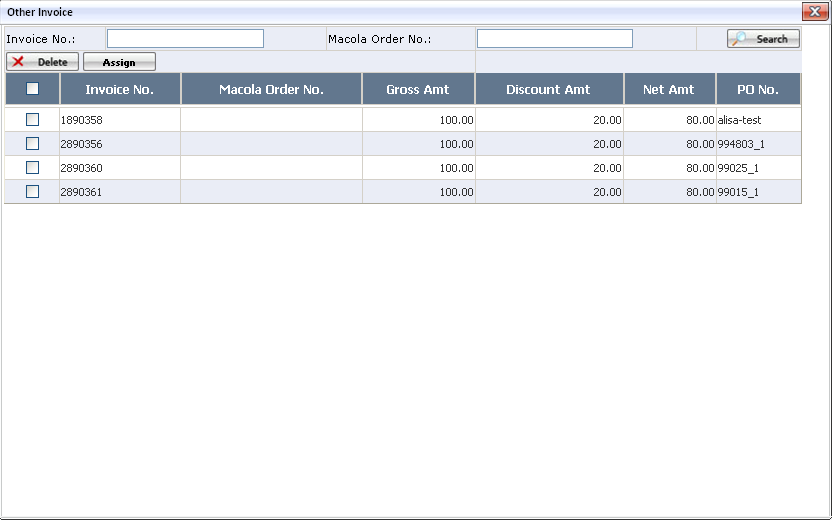 Other Invoice
Invoice No.: Macola Order No.: Search
Delete Assign
Invoice No. Macola Order No. Gross Amt Discount Amt Net Amt PO No.
1890358 100.00 20.00 80.00 alisa-test
2890356 100.00 20.00 80.00 994803_1
2890360 100.00 20.00 80.00 99025_1
2890361 100.00 20.00 80.00 99015_1